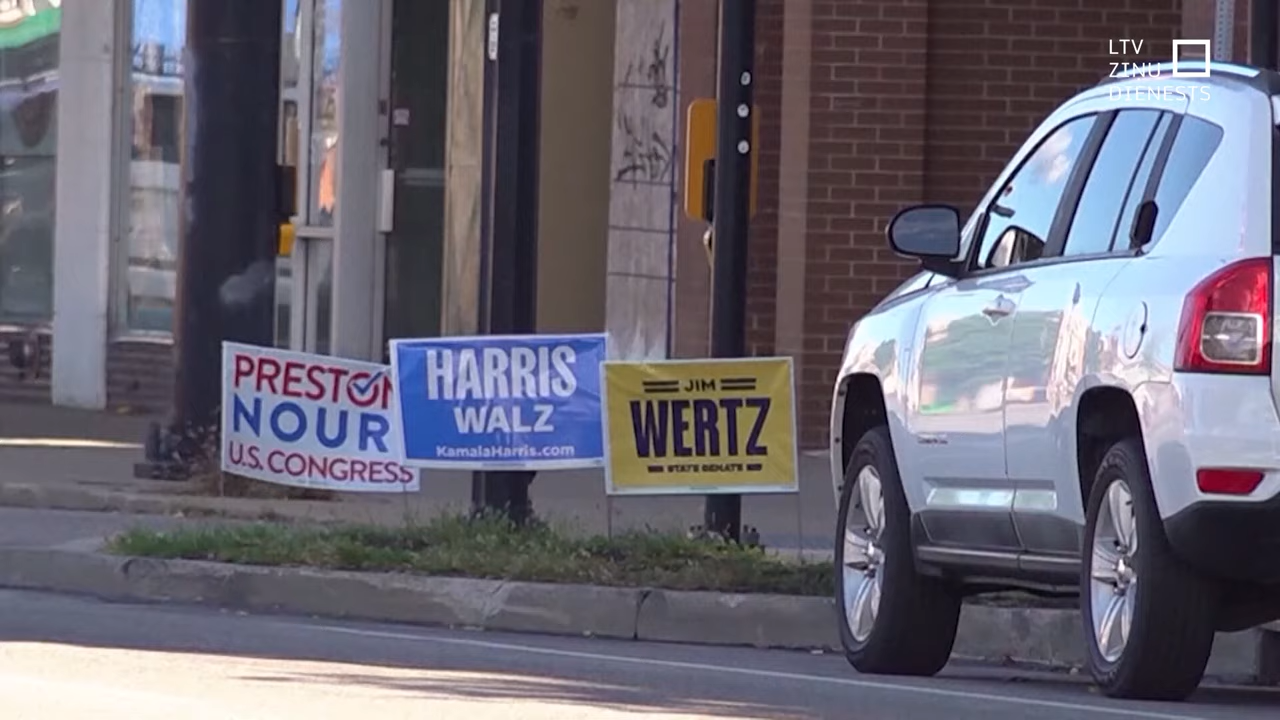 LTV
ZIŅU
DIENESTS
PRESTON
NOUR
U.S. CONGRESS
HARRIS
WALZ
KamalaHarris.com
JIM
WERTZ
STATE SENATE